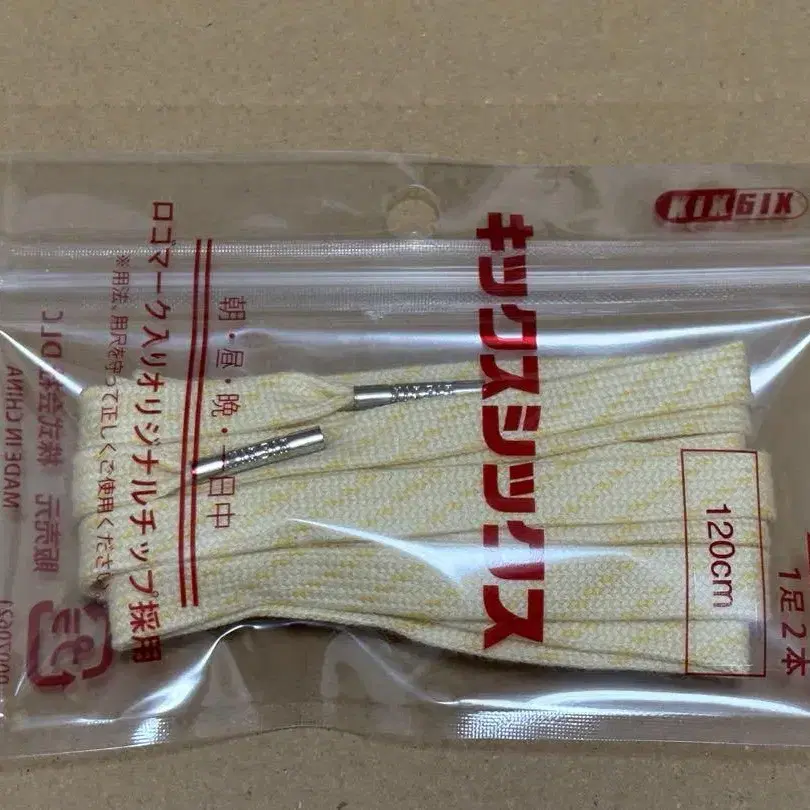 KIKSIX
キックスシックス
120cm
1足2本
朝・昼・晩・一日中
ロゴマーク入りオリジナルチップ採用
※用法、用尺を守って正しくご使用ください
MADE IN CHINA